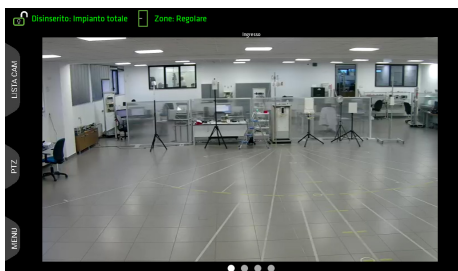 Disinserito: Impianto totale
Zone: Regolare
Ingresso
LISTA CAM
PTZ
MENU